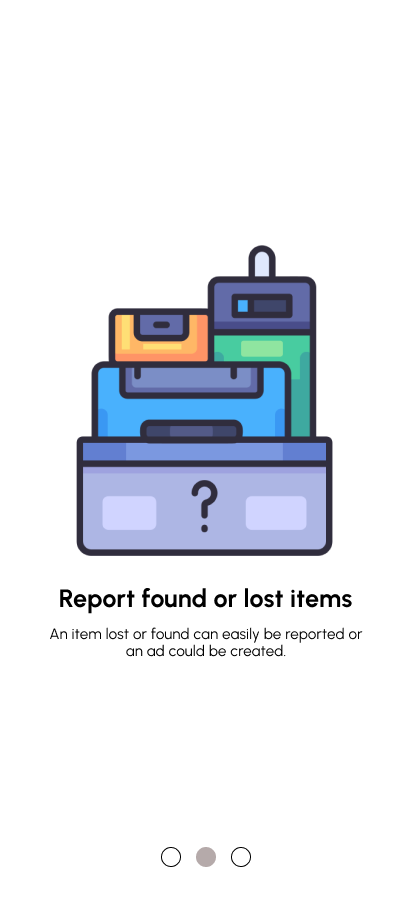 ?
Report found or lost items
An item lost or found can easily be reported or
an ad could be created.